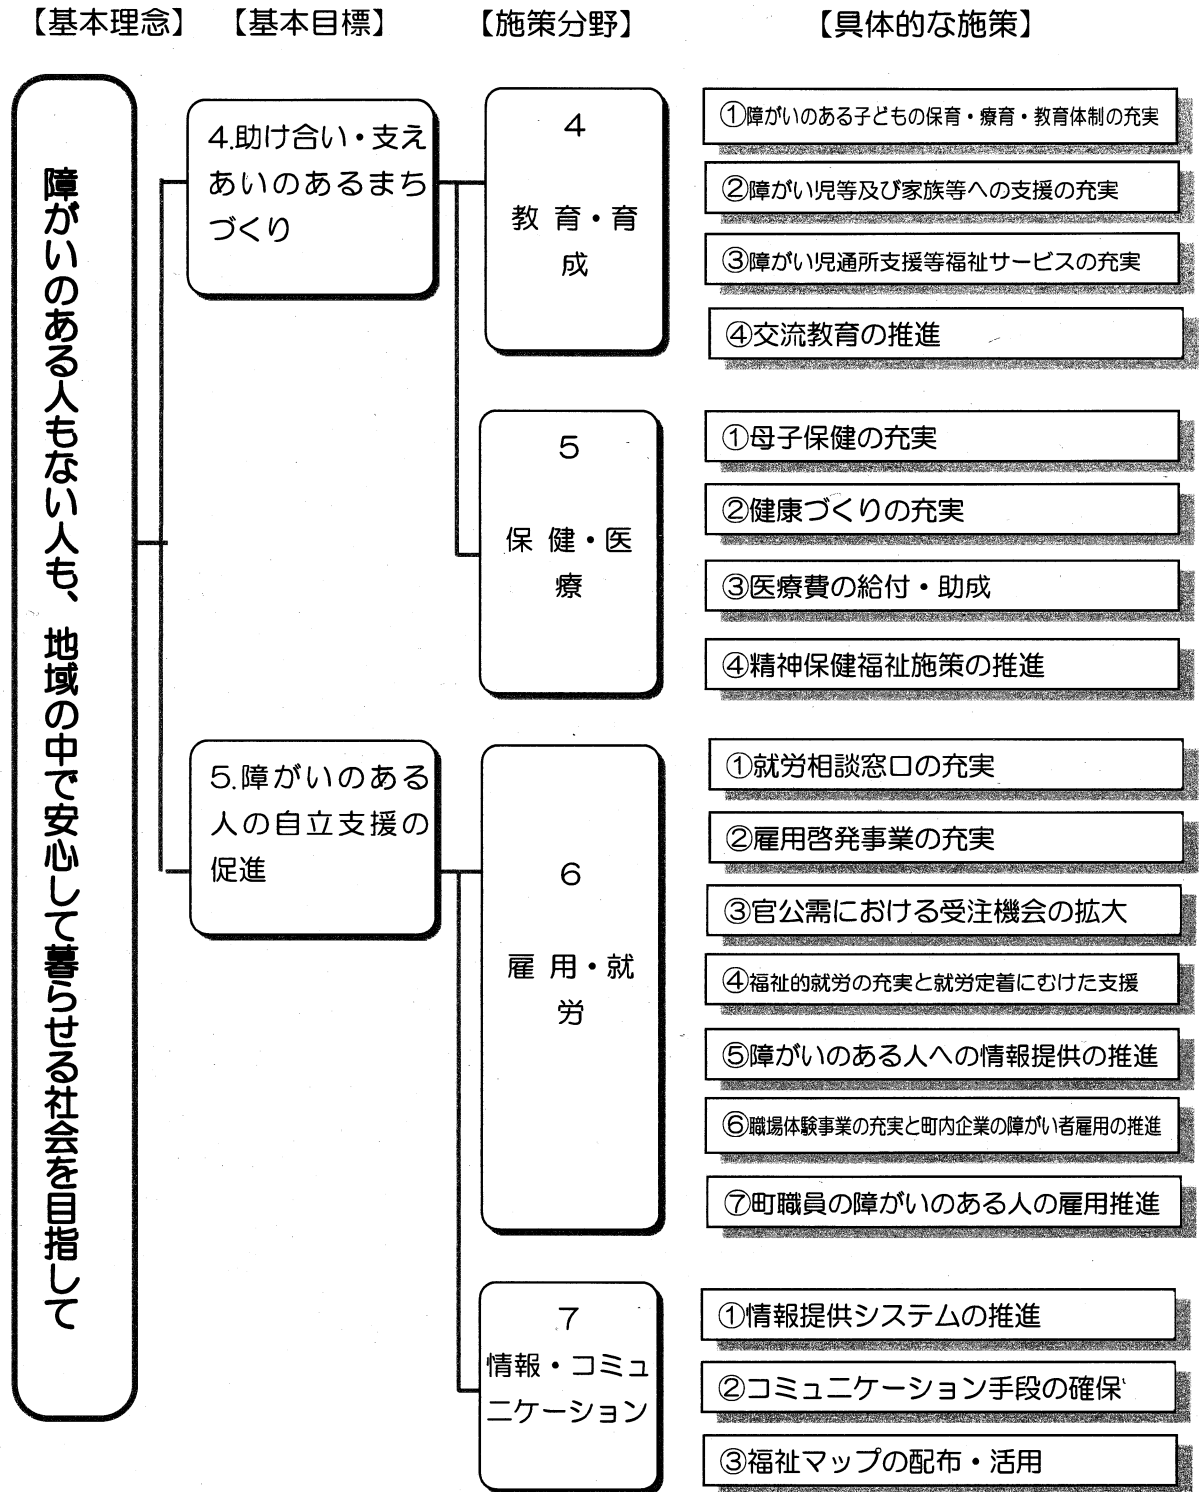 【基本理念】 【基本目標】 【施策分野】 【具体的な施策】
障がいのある人もない人も、地域の中で安心して暮らせる社会を目指して
4.助け合い・支え
あいのあるまち
づくり
4
教 育・育
成
①障がいのある子どもの保育・療育・教育体制の充実
②障がい児等及び家族等への支援の充実
③障がい児通所支援等福祉サービスの充実
④交流教育の推進
5
保 健・医
療
①母子保健の充実
②健康づくりの充実
③医療費の給付・助成
④精神保健福祉施策の推進
5.障がいのある
人の自立支援の
促進
6
雇 用・就
労
①就労相談窓口の充実
②雇用啓発事業の充実
③官公需における受注機会の拡大
④福祉的就労の充実と就労定着にむけた支援
⑤障がいのある人への情報提供の推進
⑥職場体験事業の充実と町内企業の障がい者雇用の推進
⑦町職員の障がいのある人の雇用推進
7
情報・コミュ
ニケーション
①情報提供システムの推進
②コミュニケーション手段の確保
③福祉マップの配布・活用